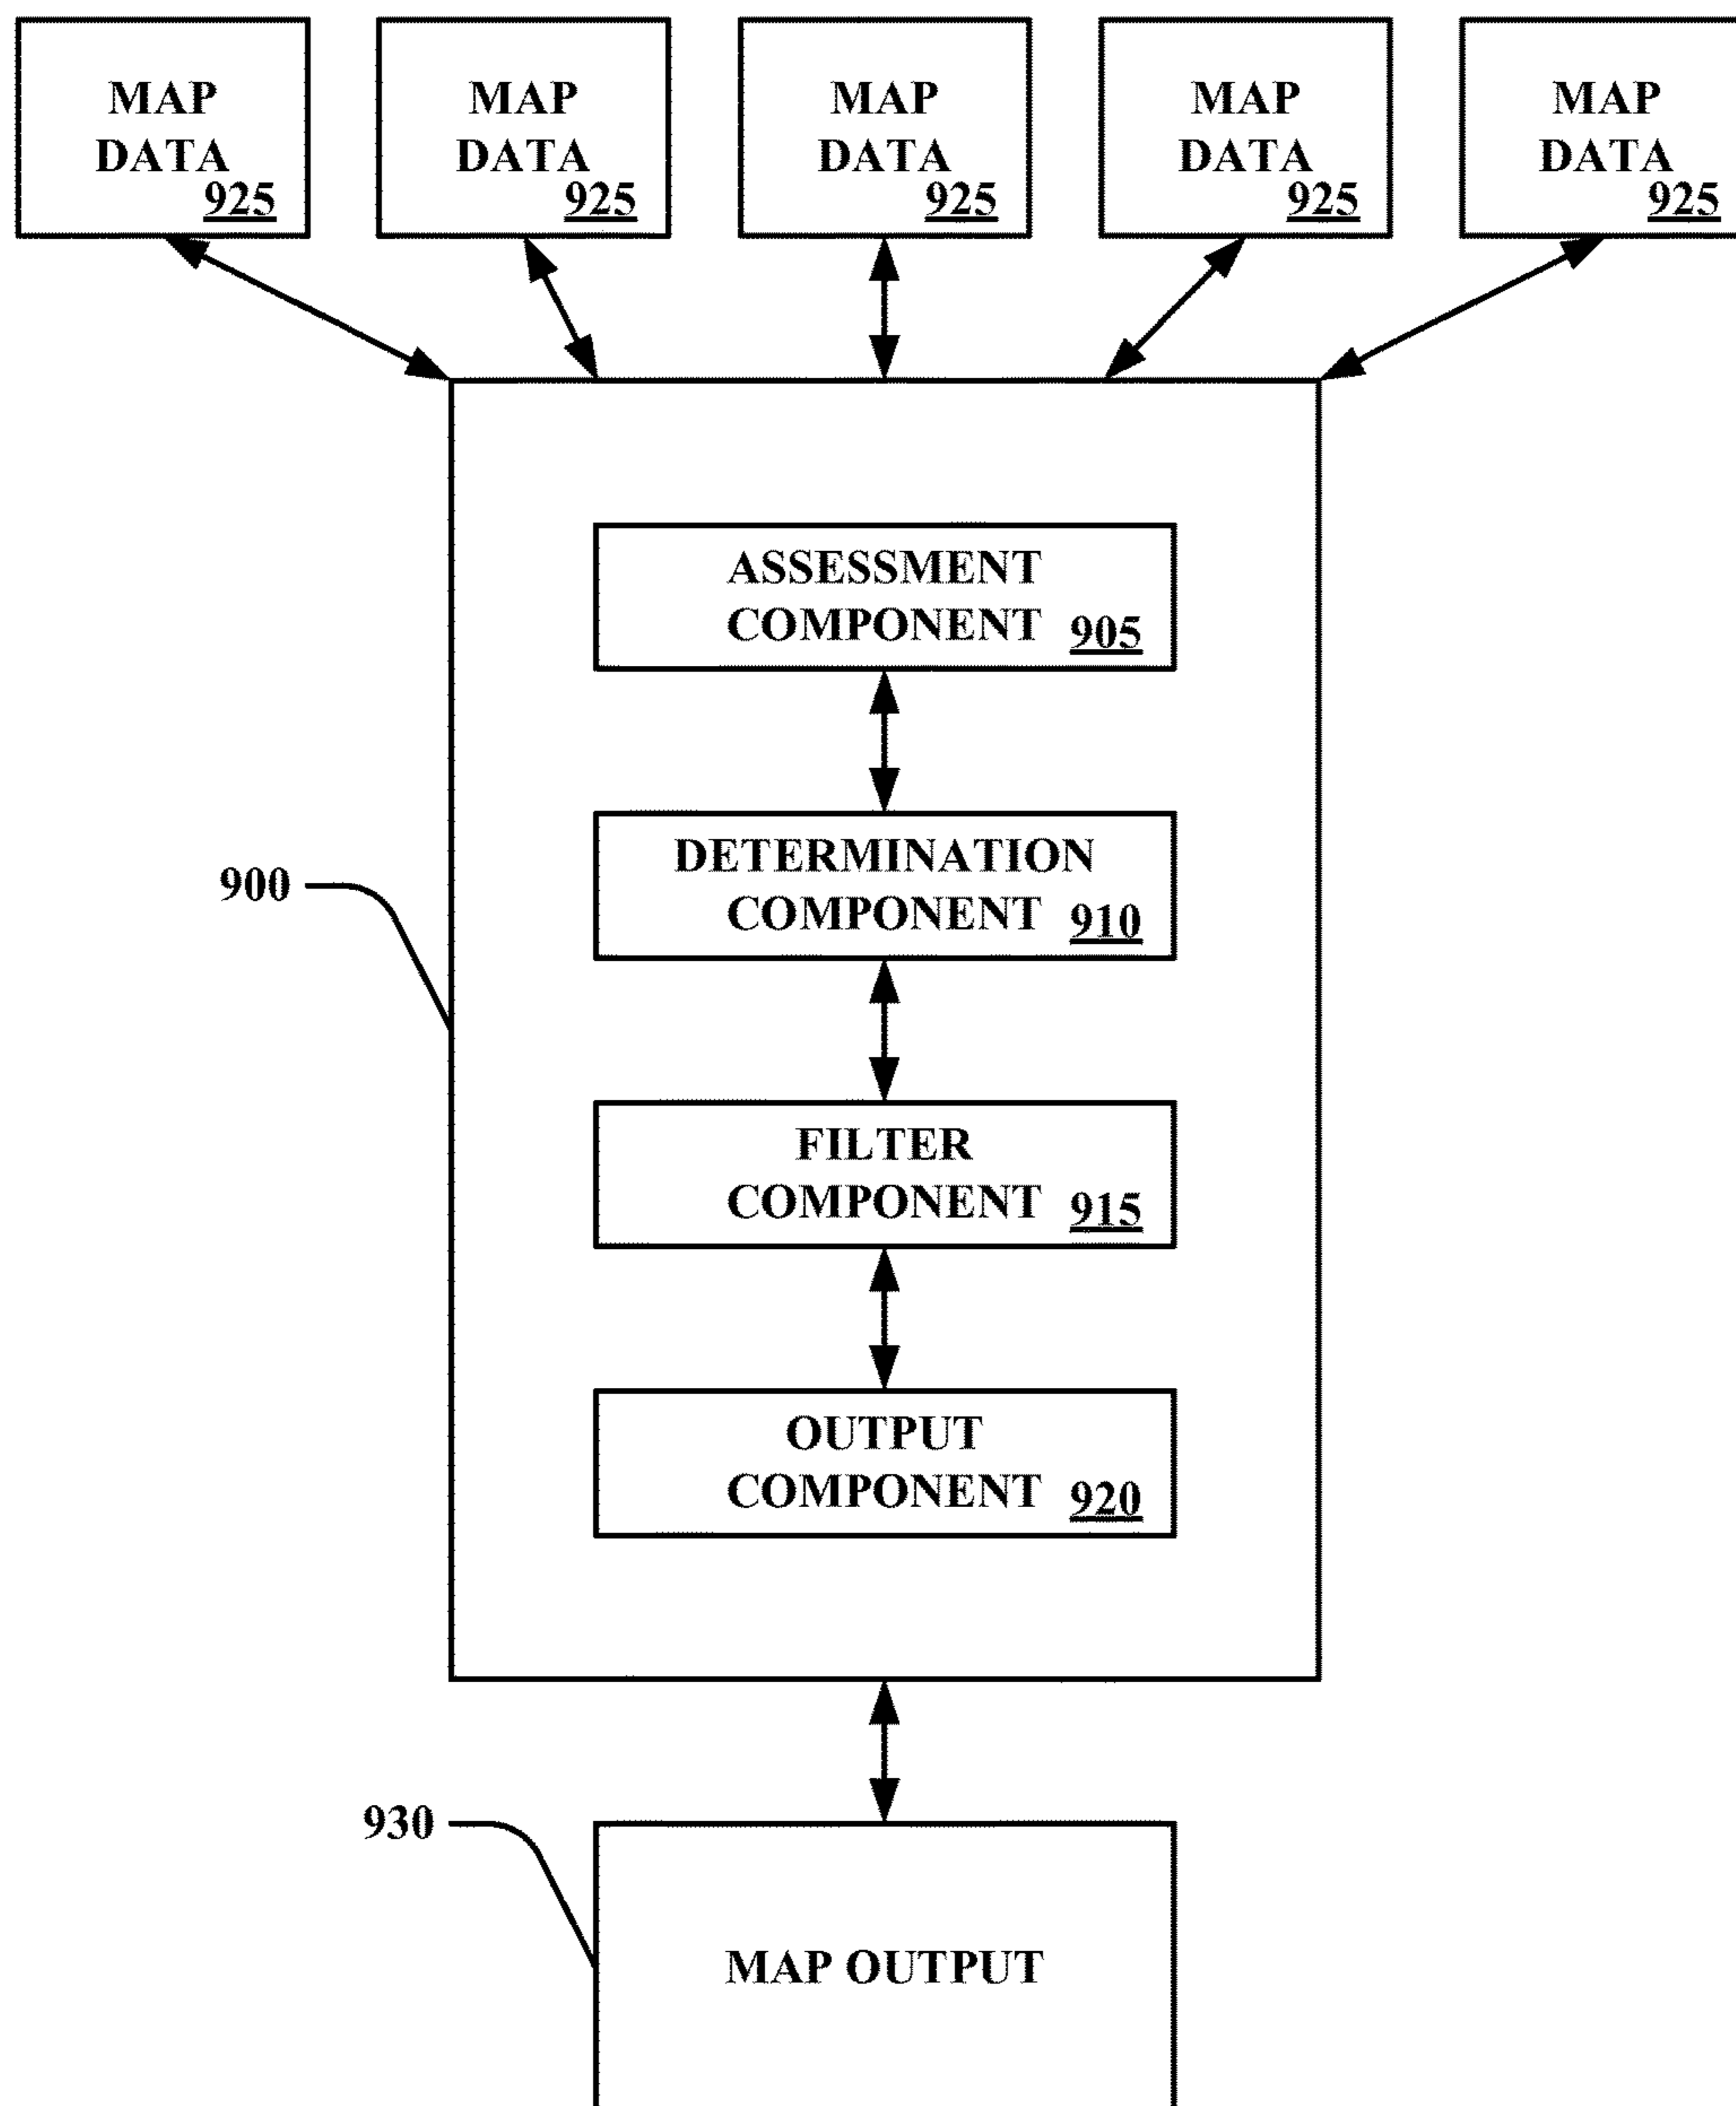 MAP
DATA
925
MAP
DATA
925
MAP
DATA
925
MAP
DATA
925
MAP
DATA
925
ASSESSMENT
COMPONENT 905
DETERMINATION
COMPONENT 910
900
FILTER
COMPONENT 915
OUTPUT
COMPONENT 920
930
MAP OUTPUT